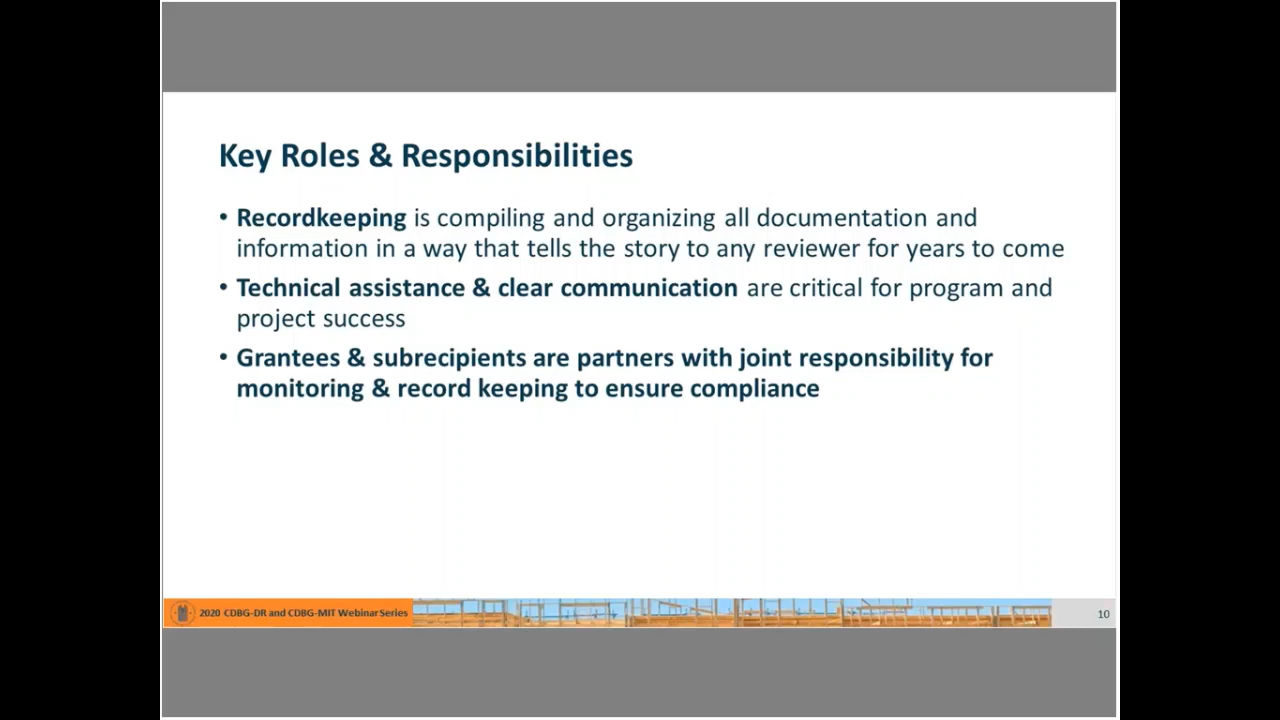 Key Roles & Responsibilities
• Recordkeeping is compiling and organizing all documentation and
information in a way that tells the story to any reviewer for years to come
• Technical assistance & clear communication are critical for program and
project success
• Grantees & subrecipients are partners with joint responsibility for
monitoring & record keeping to ensure compliance
2020 CDBG-DR and CDBG-MIT Webinar Series
10